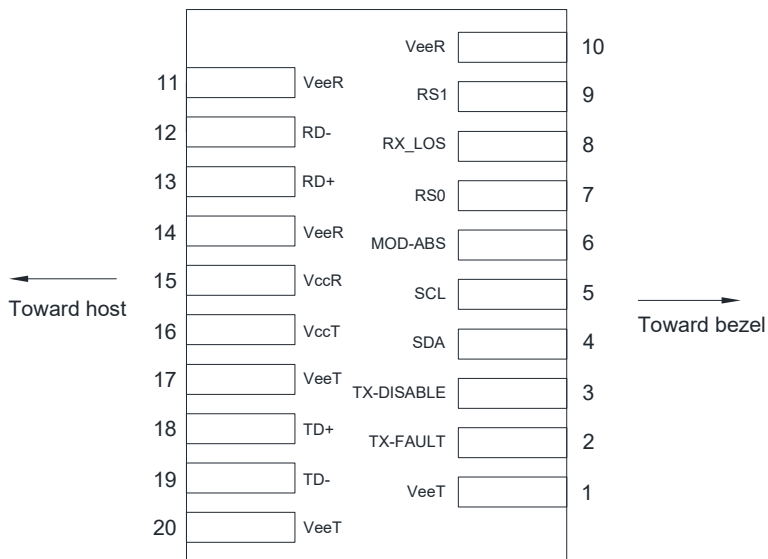 VeeR 10
11 VeeR
RS1 9
12 RD-
RX_LOS 8
13 RD+
RS0 7
14 VeeR
MOD-ABS 6
15 VccR
SCL 5
Toward host
Toward bezel
16 VccT
SDA 4
17 VeeT
TX-DISABLE 3
18 TD+
TX-FAULT 2
19 TD-
VeeT 1
20 VeeT